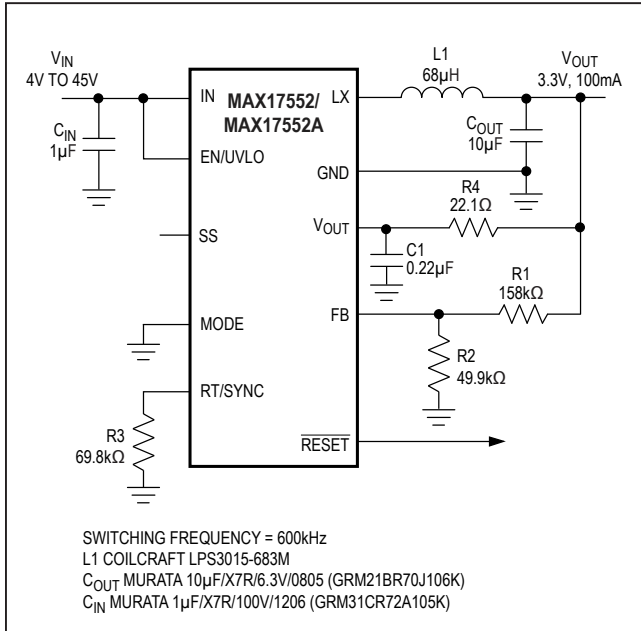 VIN
4V TO 45V
CIN
1µF
IN
EN/UVLO
SS
MODE
RT/SYNC
R3
69.8kΩ
MAX17552/
MAX17552A
LX
GND
VOUT
FB
RESET
L1
68µH
VOUT
3.3V, 100mA
COUT
10µF
R4
22.1Ω
C1
0.22µF
R1
158kΩ
R2
49.9kΩ
SWITCHING FREQUENCY = 600kHz
L1 COILCRAFT LPS3015-683M
COUT MURATA 10µF/X7R/6.3V/0805 (GRM21BR70J106K)
CIN MURATA 1µF/X7R/100V/1206 (GRM31CR72A105K)